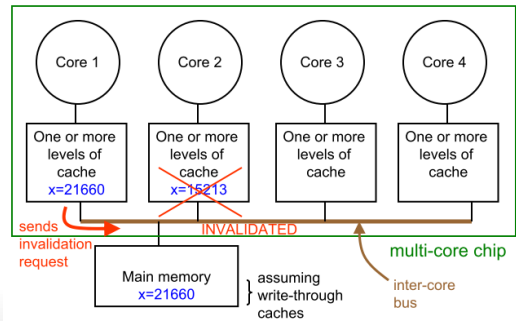 Core 1
Core 2
Core 3
Core 4
One or more
levels of
cache
x=21660
One or more
levels of
cache
x=15213
One or more
levels of
cache
One or more
levels of
cache
sends
invalidation
request
INVALIDATED
multi-core chip
Main memory
x=21660
assuming
write-through
caches
inter-core
bus